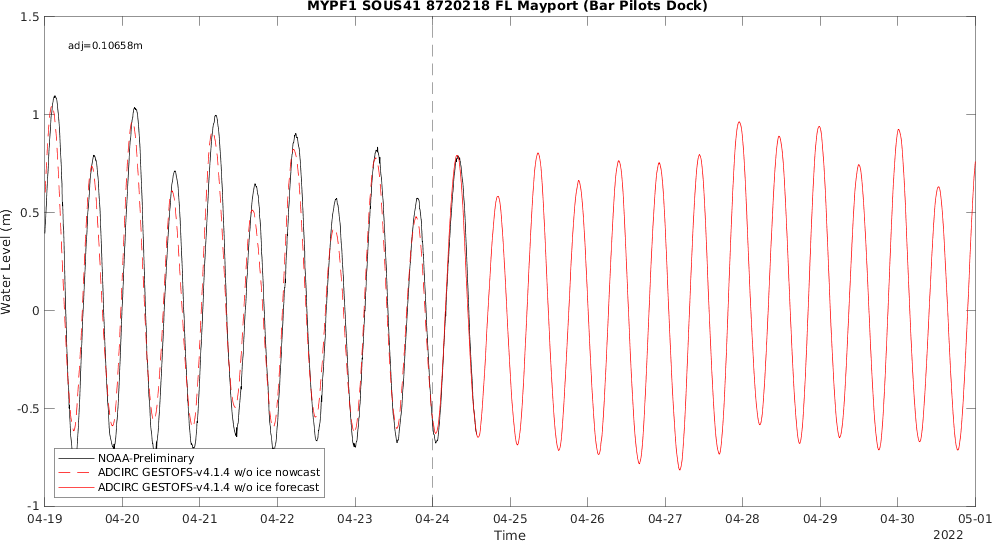 MYPF1 SOUS41 8720218 FL Mayport (Bar Pilots Dock)
1.5
adj=0.10658m
1
0.5
Water Level (m)
0
-0.5
NOAA-Preliminary
ADCIRC GESTOFS-v4.1.4 w/o ice nowcast
ADCIRC GESTOFS-v4.1.4 w/o ice forecast
-1
04-19 04-20 04-21 04-22 04-23 04-24 04-25 04-26 04-27 04-28 04-29 04-30 05-01
Time
2022